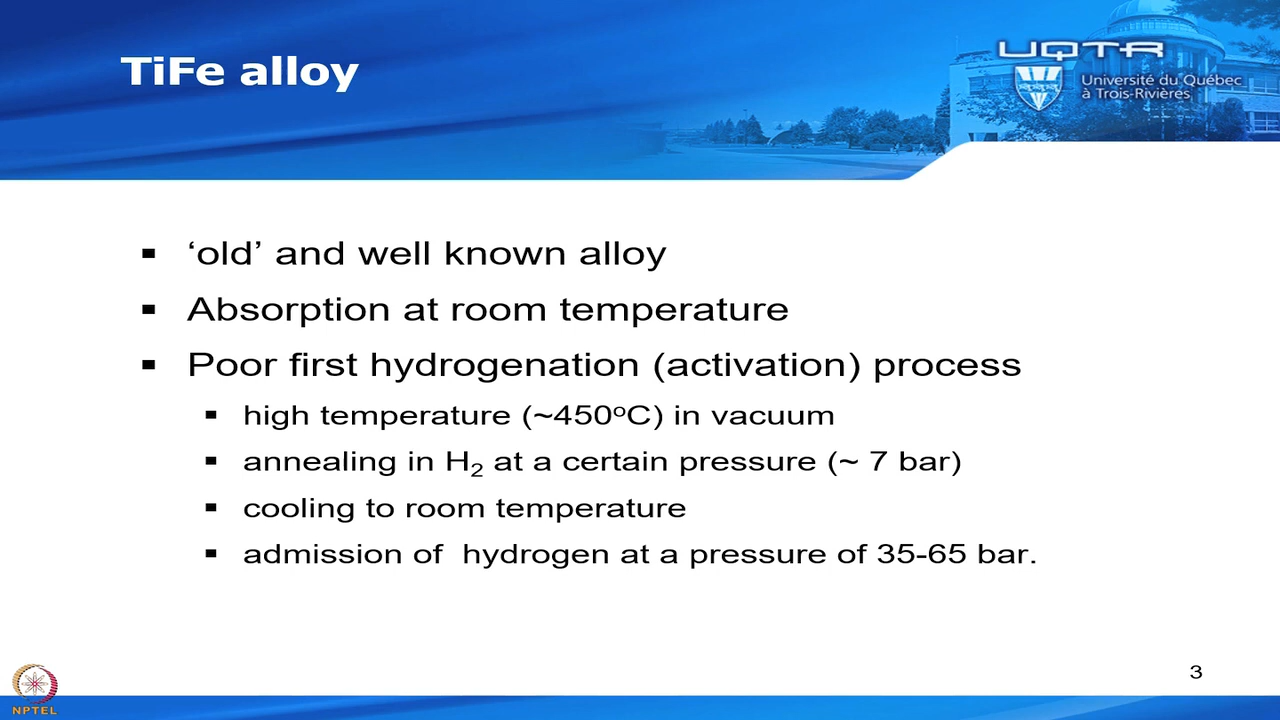 TiFe alloy
UQTR
Université du Québec
à Trois-Rivières
▪ ‘old’ and well known alloy
▪ Absorption at room temperature
▪ Poor first hydrogenation (activation) process
▪ high temperature (~450°C) in vacuum
▪ annealing in H₂ at a certain pressure (~ 7 bar)
▪ cooling to room temperature
▪ admission of hydrogen at a pressure of 35-65 bar.
3
NPTEL